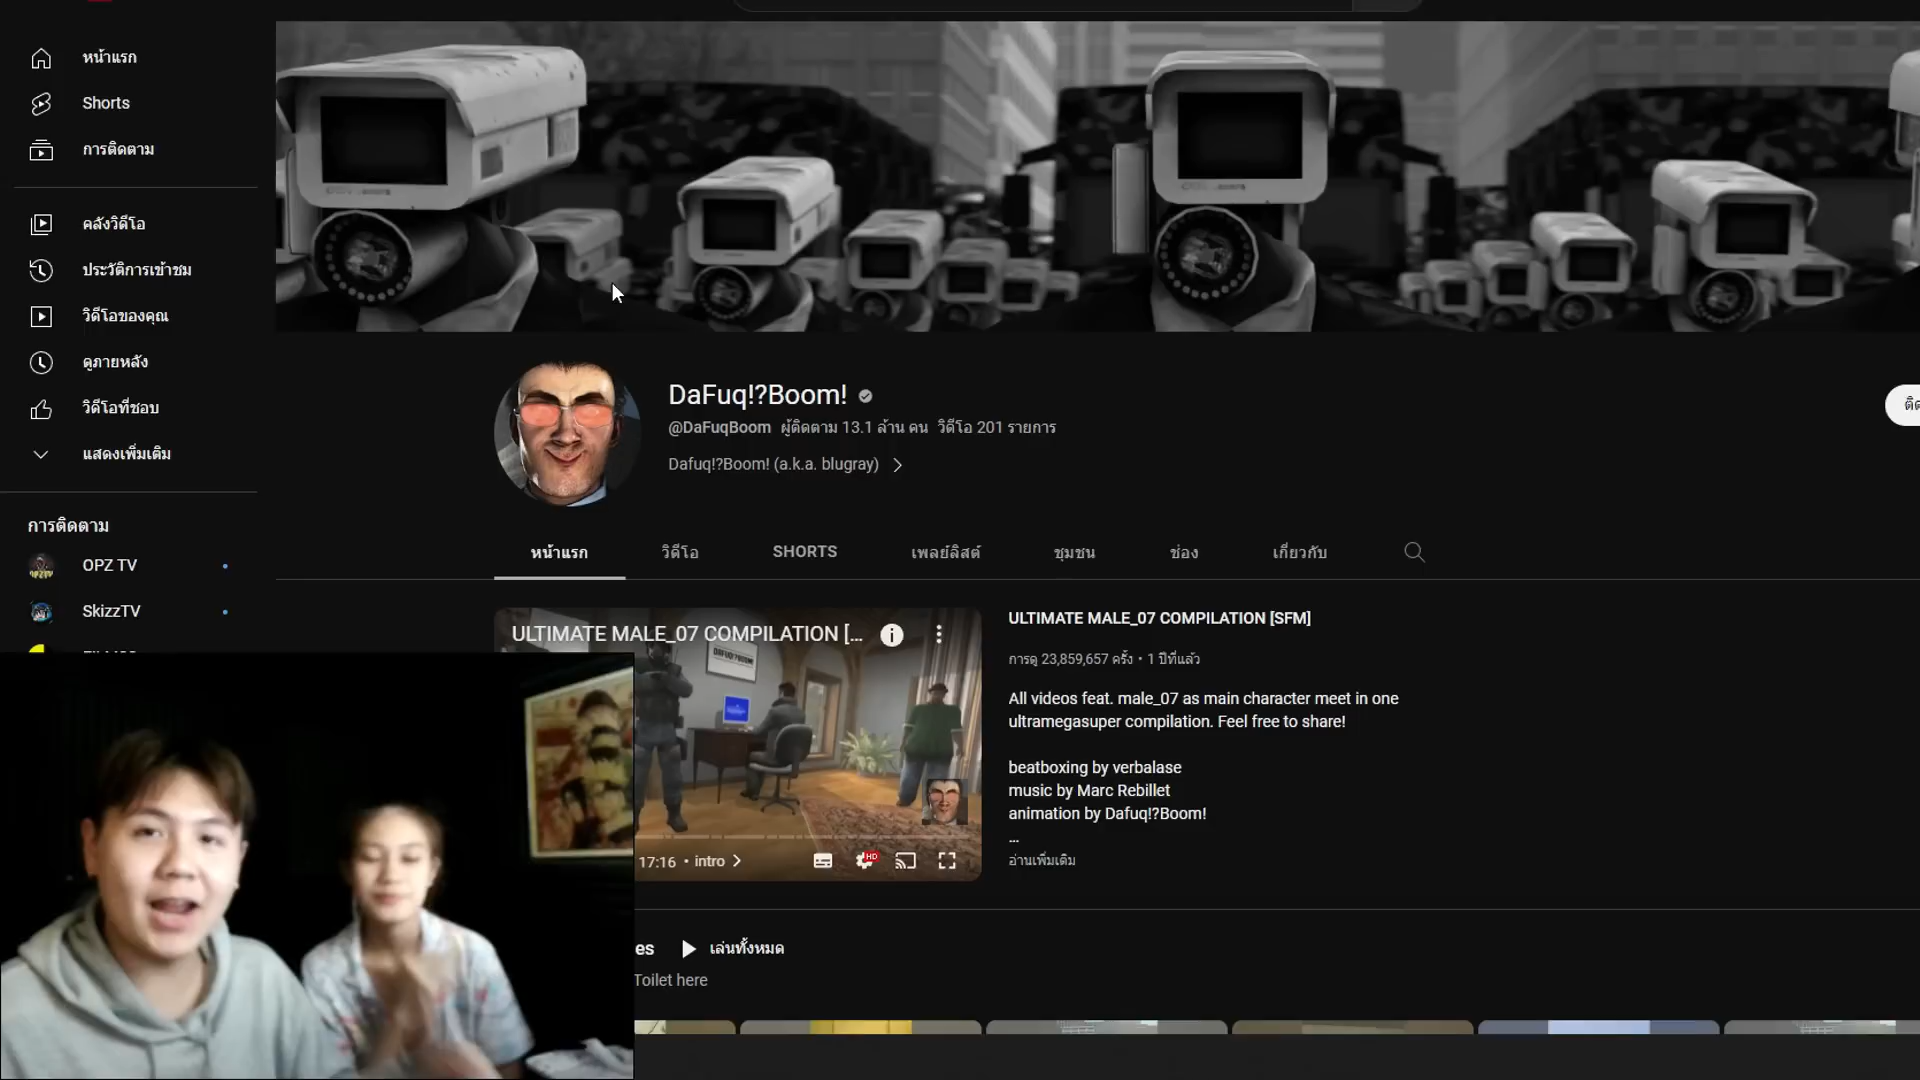 หน้าแรก
Shorts
การติดตาม
คลังวิดีโอ
ประวัติการเข้าชม
วิดีโอของคุณ
ดูภายหลัง
วิดีโอที่ชอบ
แสดงเพิ่มเติม
การติดตาม
OPZ TV
SkizzTV
DaFuq!?Boom!
@DaFuqBoom ผู้ติดตาม 13.1 ล้าน คน วิดีโอ 201 รายการ
Dafuq!?Boom! (a.k.a. blugray)
หน้าแรก วิดีโอ SHORTS เพลย์ลิสต์ ชุมชน ช่อง เกี่ยวกับ
ULTIMATE MALE_07 COMPILATION [...
DAFUQ!?BOOM!
17:16 • intro
HD
ULTIMATE MALE_07 COMPILATION [SFM]
การดู 23,859,657 ครั้ง • 1 ปีที่แล้ว
All videos feat. male_07 as main character meet in one
ultramegasuper compilation. Feel free to share!
beatboxing by verbalase
music by Marc Rebillet
animation by Dafuq!?Boom!
...
อ่านเพิ่มเติม
es เล่นทั้งหมด
Toilet here